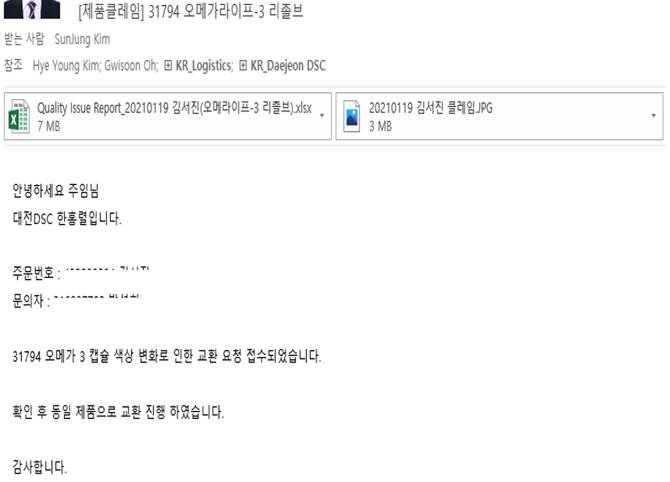 [제품클레임] 31794 오메가라이프-3 리졸브
받는 사람 SunJung Kim
참조 Hye Young Kim; Gwisoon Oh; KR_Logistics; KR_Daejeon DSC
Quality Issue Report_20210119 김서진(오메라이프-3 리졸브).xlsx
7 MB
20210119 김서진 클레임.JPG
3 MB
안녕하세요 주임님
대전DSC 한홍렬입니다.
주문번호 :
문의자 :
31794 오메가 3 캡슐 색상 변화로 인한 교환 요청 접수되었습니다.
확인 후 동일 제품으로 교환 진행 하였습니다.
감사합니다.